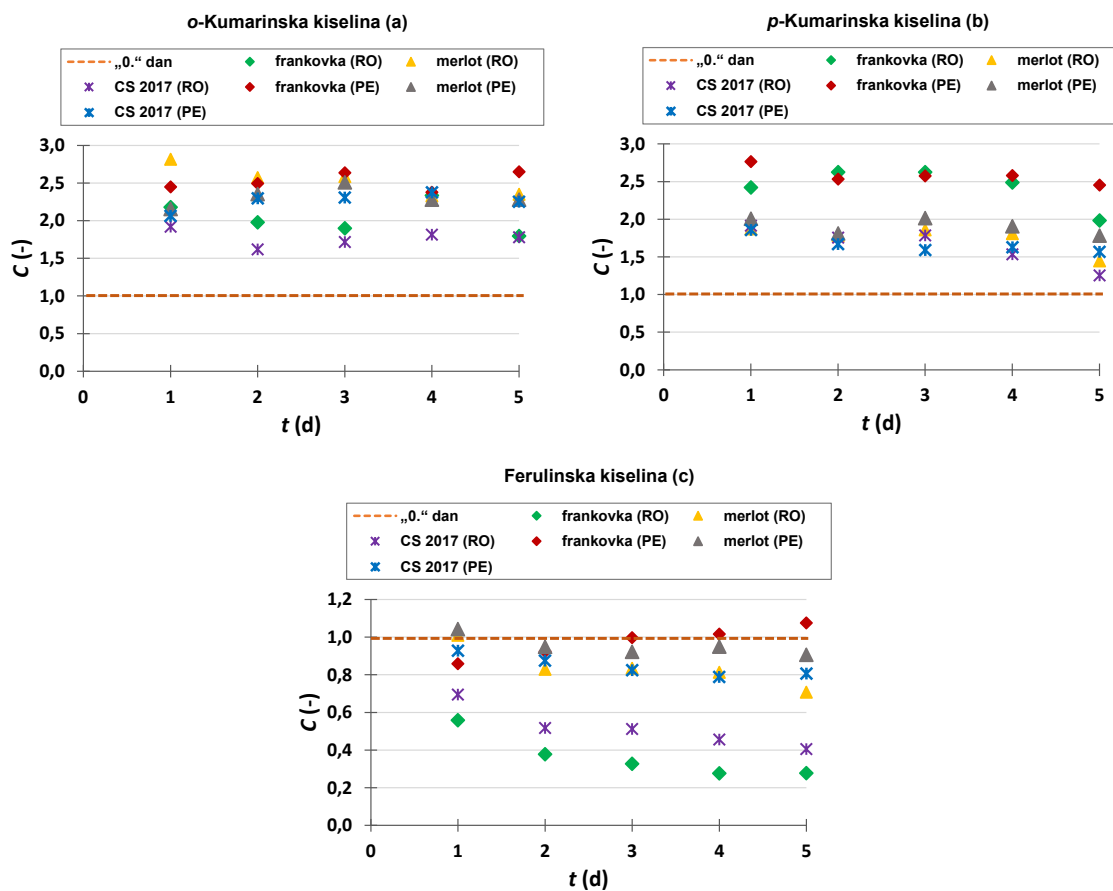 o-Kumarinska kiselina (a)
„0.“ dan frankovka (RO) merlot (RO)
CS 2017 (RO) frankovka (PE) merlot (PE)
CS 2017 (PE)
3,0
2,5
2,0
1,5
1,0
0,5
0,0
C (-)
0 1 2 3 4 5
t (d)
p-Kumarinska kiselina (b)
„0.“ dan frankovka (RO) merlot (RO)
CS 2017 (RO) frankovka (PE) merlot (PE)
CS 2017 (PE)
3,0
2,5
2,0
1,5
1,0
0,5
0,0
C (-)
0 1 2 3 4 5
t (d)
Ferulinska kiselina (c)
„0.“ dan frankovka (RO) merlot (RO)
CS 2017 (RO) frankovka (PE) merlot (PE)
CS 2017 (PE)
1,2
1,0
0,8
0,6
0,4
0,2
0,0
C (-)
0 1 2 3 4 5
t (d)